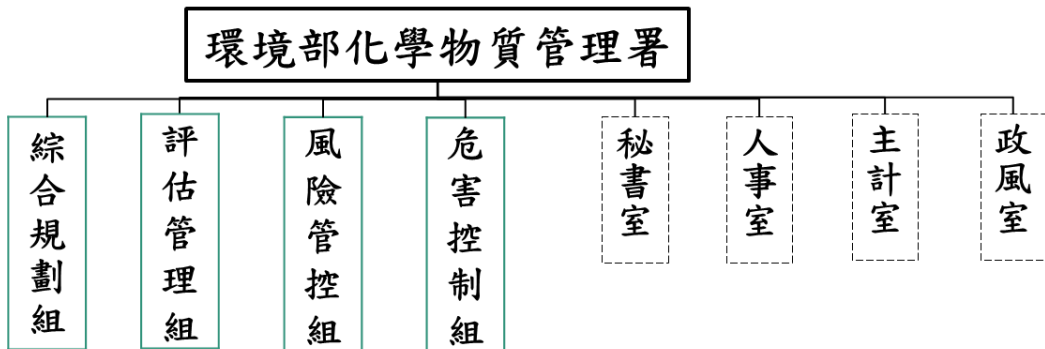 環境部化學物質管理署
綜合規劃組
評估管理組
風險管控組
危害控制組
秘書室
人事室
主計室
政風室